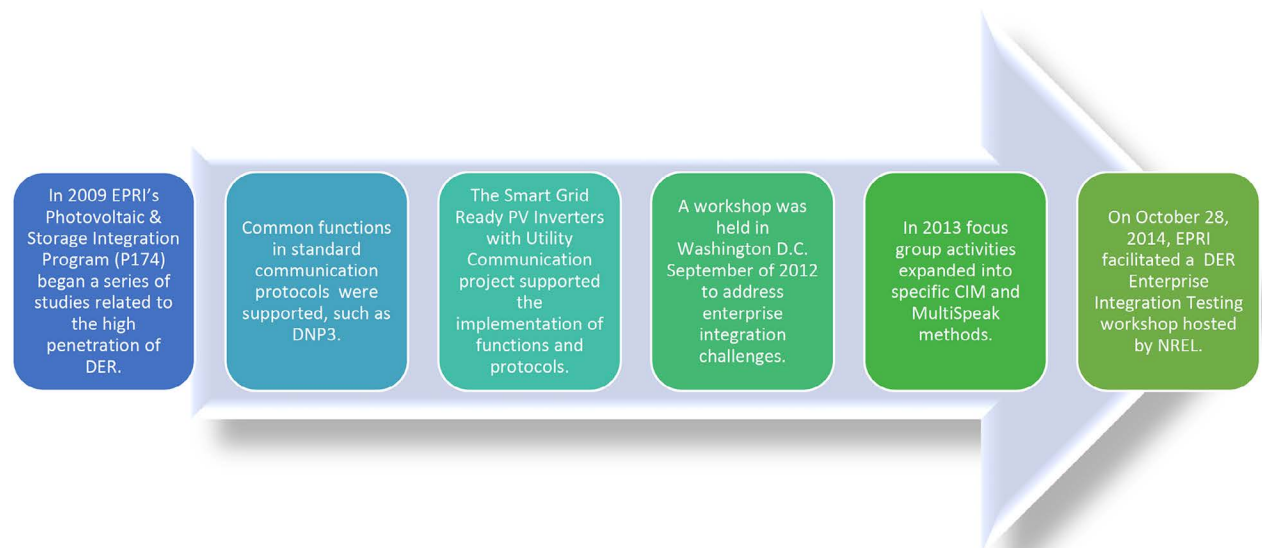 In 2009 EPRI's
Photovoltaic &
Storage Integration
Program (P174)
began a series of
studies related to
the high
penetration of
DER.
Common functions
in standard
communication
protocols were
supported, such as
DNP3.
The Smart Grid
Ready PV Inverters
with Utility
Communication
project supported
the
implementation of
functions and
protocols.
A workshop was
held in
Washington D.C.
September of 2012
to address
enterprise
integration
challenges.
In 2013 focus
group activities
expanded into
specific CIM and
MultiSpeak
methods.
On October 28,
2014, EPRI
facilitated a DER
Enterprise
Integration Testing
workshop hosted
by NREL.